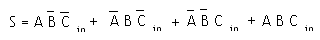 S = A B̅ C̅ in + A̅ B C̅ in + A̅ B̅ C in + A B C in